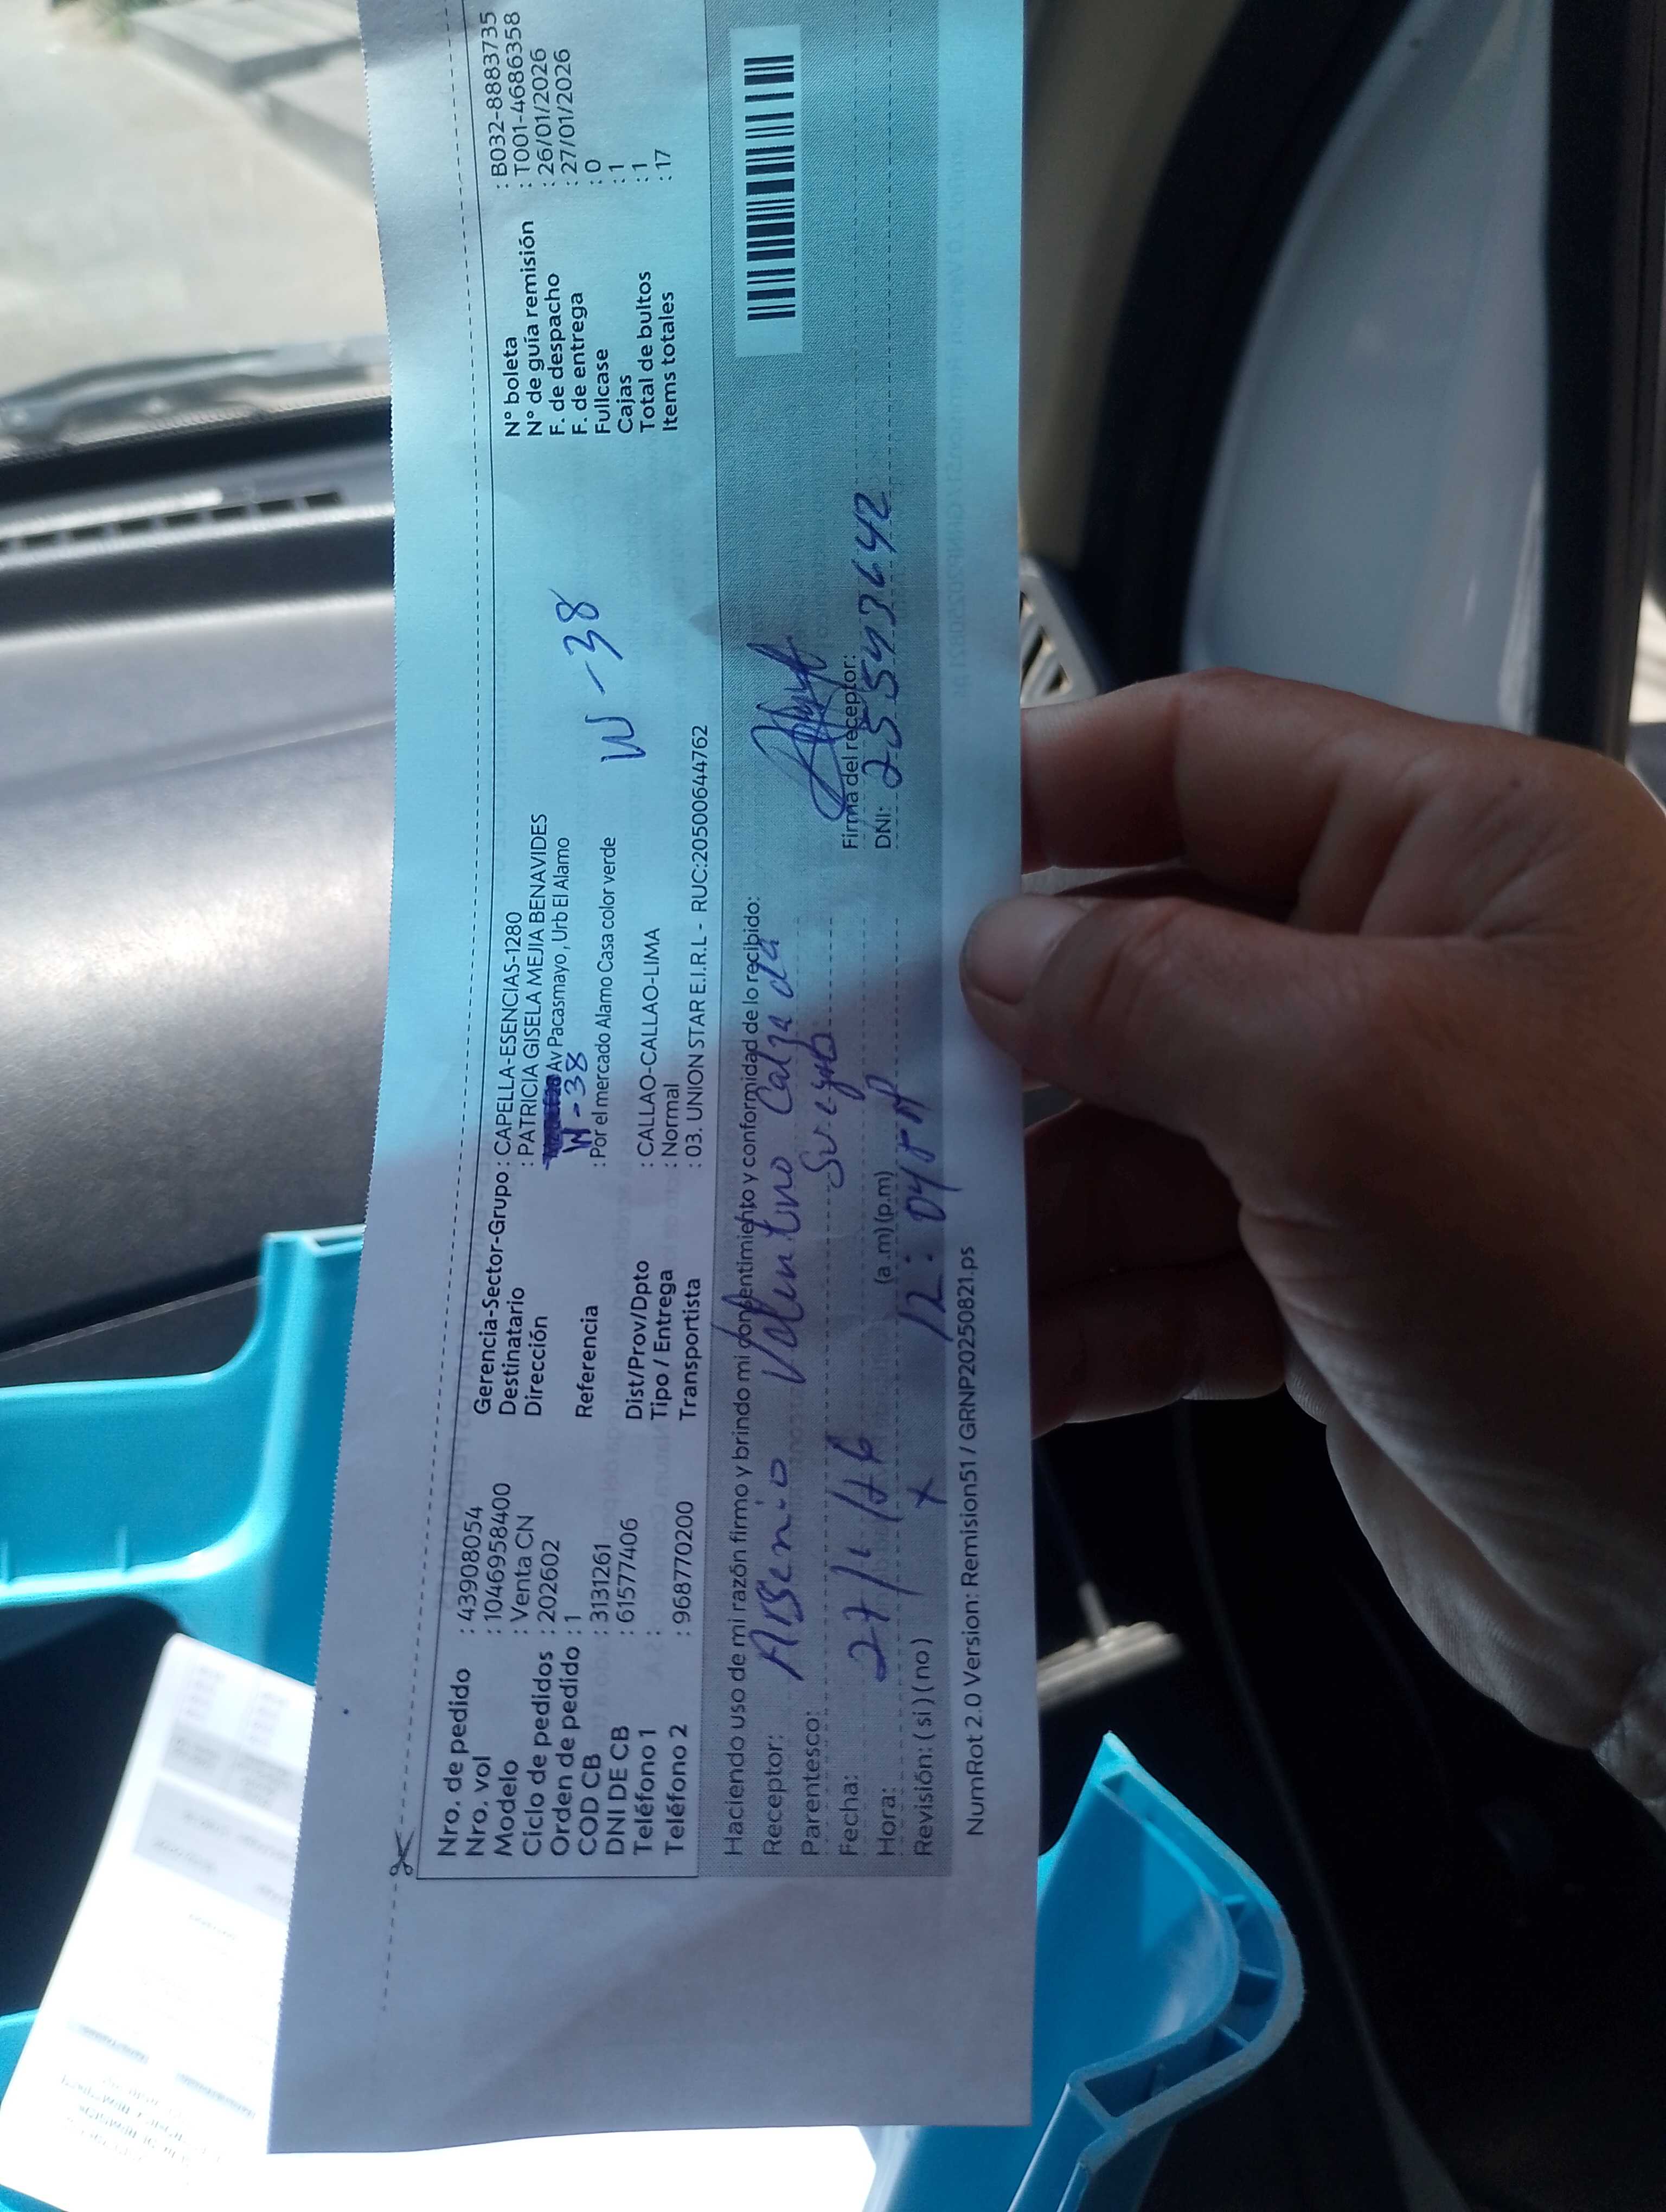 Nro. de pedido : 43908054
Nro. vol : 1046958400
Modelo : Venta CN
Ciclo de pedidos : 202602
Orden de pedido : 1
COD CB : 3131261
DNI DE CB : 61577406
Teléfono 1 :
Teléfono 2 : 968770200
Gerencia-Sector-Grupo : CAPELLA-ESENCIAS-1280
Destinatario : PATRICIA GISELA MEJIA BENAVIDES
Dirección : Av Pacasmayo , Urb El Alamo
W-38
W-38
Referencia : Por el mercado Alamo Casa color verde
Dist/Prov/Dpto : CALLAO-CALLAO-LIMA
Tipo / Entrega : Normal
Transportista : 03. UNION STAR E.I.R.L - RUC:20500644762
N° boleta : B032-8883735
N° de guía remisión : T001-4686358
F. de despacho : 26/01/2026
F. de entrega : 27/01/2026
Fullcase : 0
Cajas : 1
Total de bultos : 1
Items totales : 17
Haciendo uso de mi razón firmo y brindo mi consentimiento y conformidad de lo recibido:
Receptor: Arsenio Valentino Calzada
Parentesco: Suegro
Fecha: 27/1/26
Hora: (a .m) (p.m) 12:04 PM
Revisión: ( si ) ( no ) x
Firma del receptor:
DNI:
NumRot 2.0 Version: Remision51 / GRNP20250821.ps